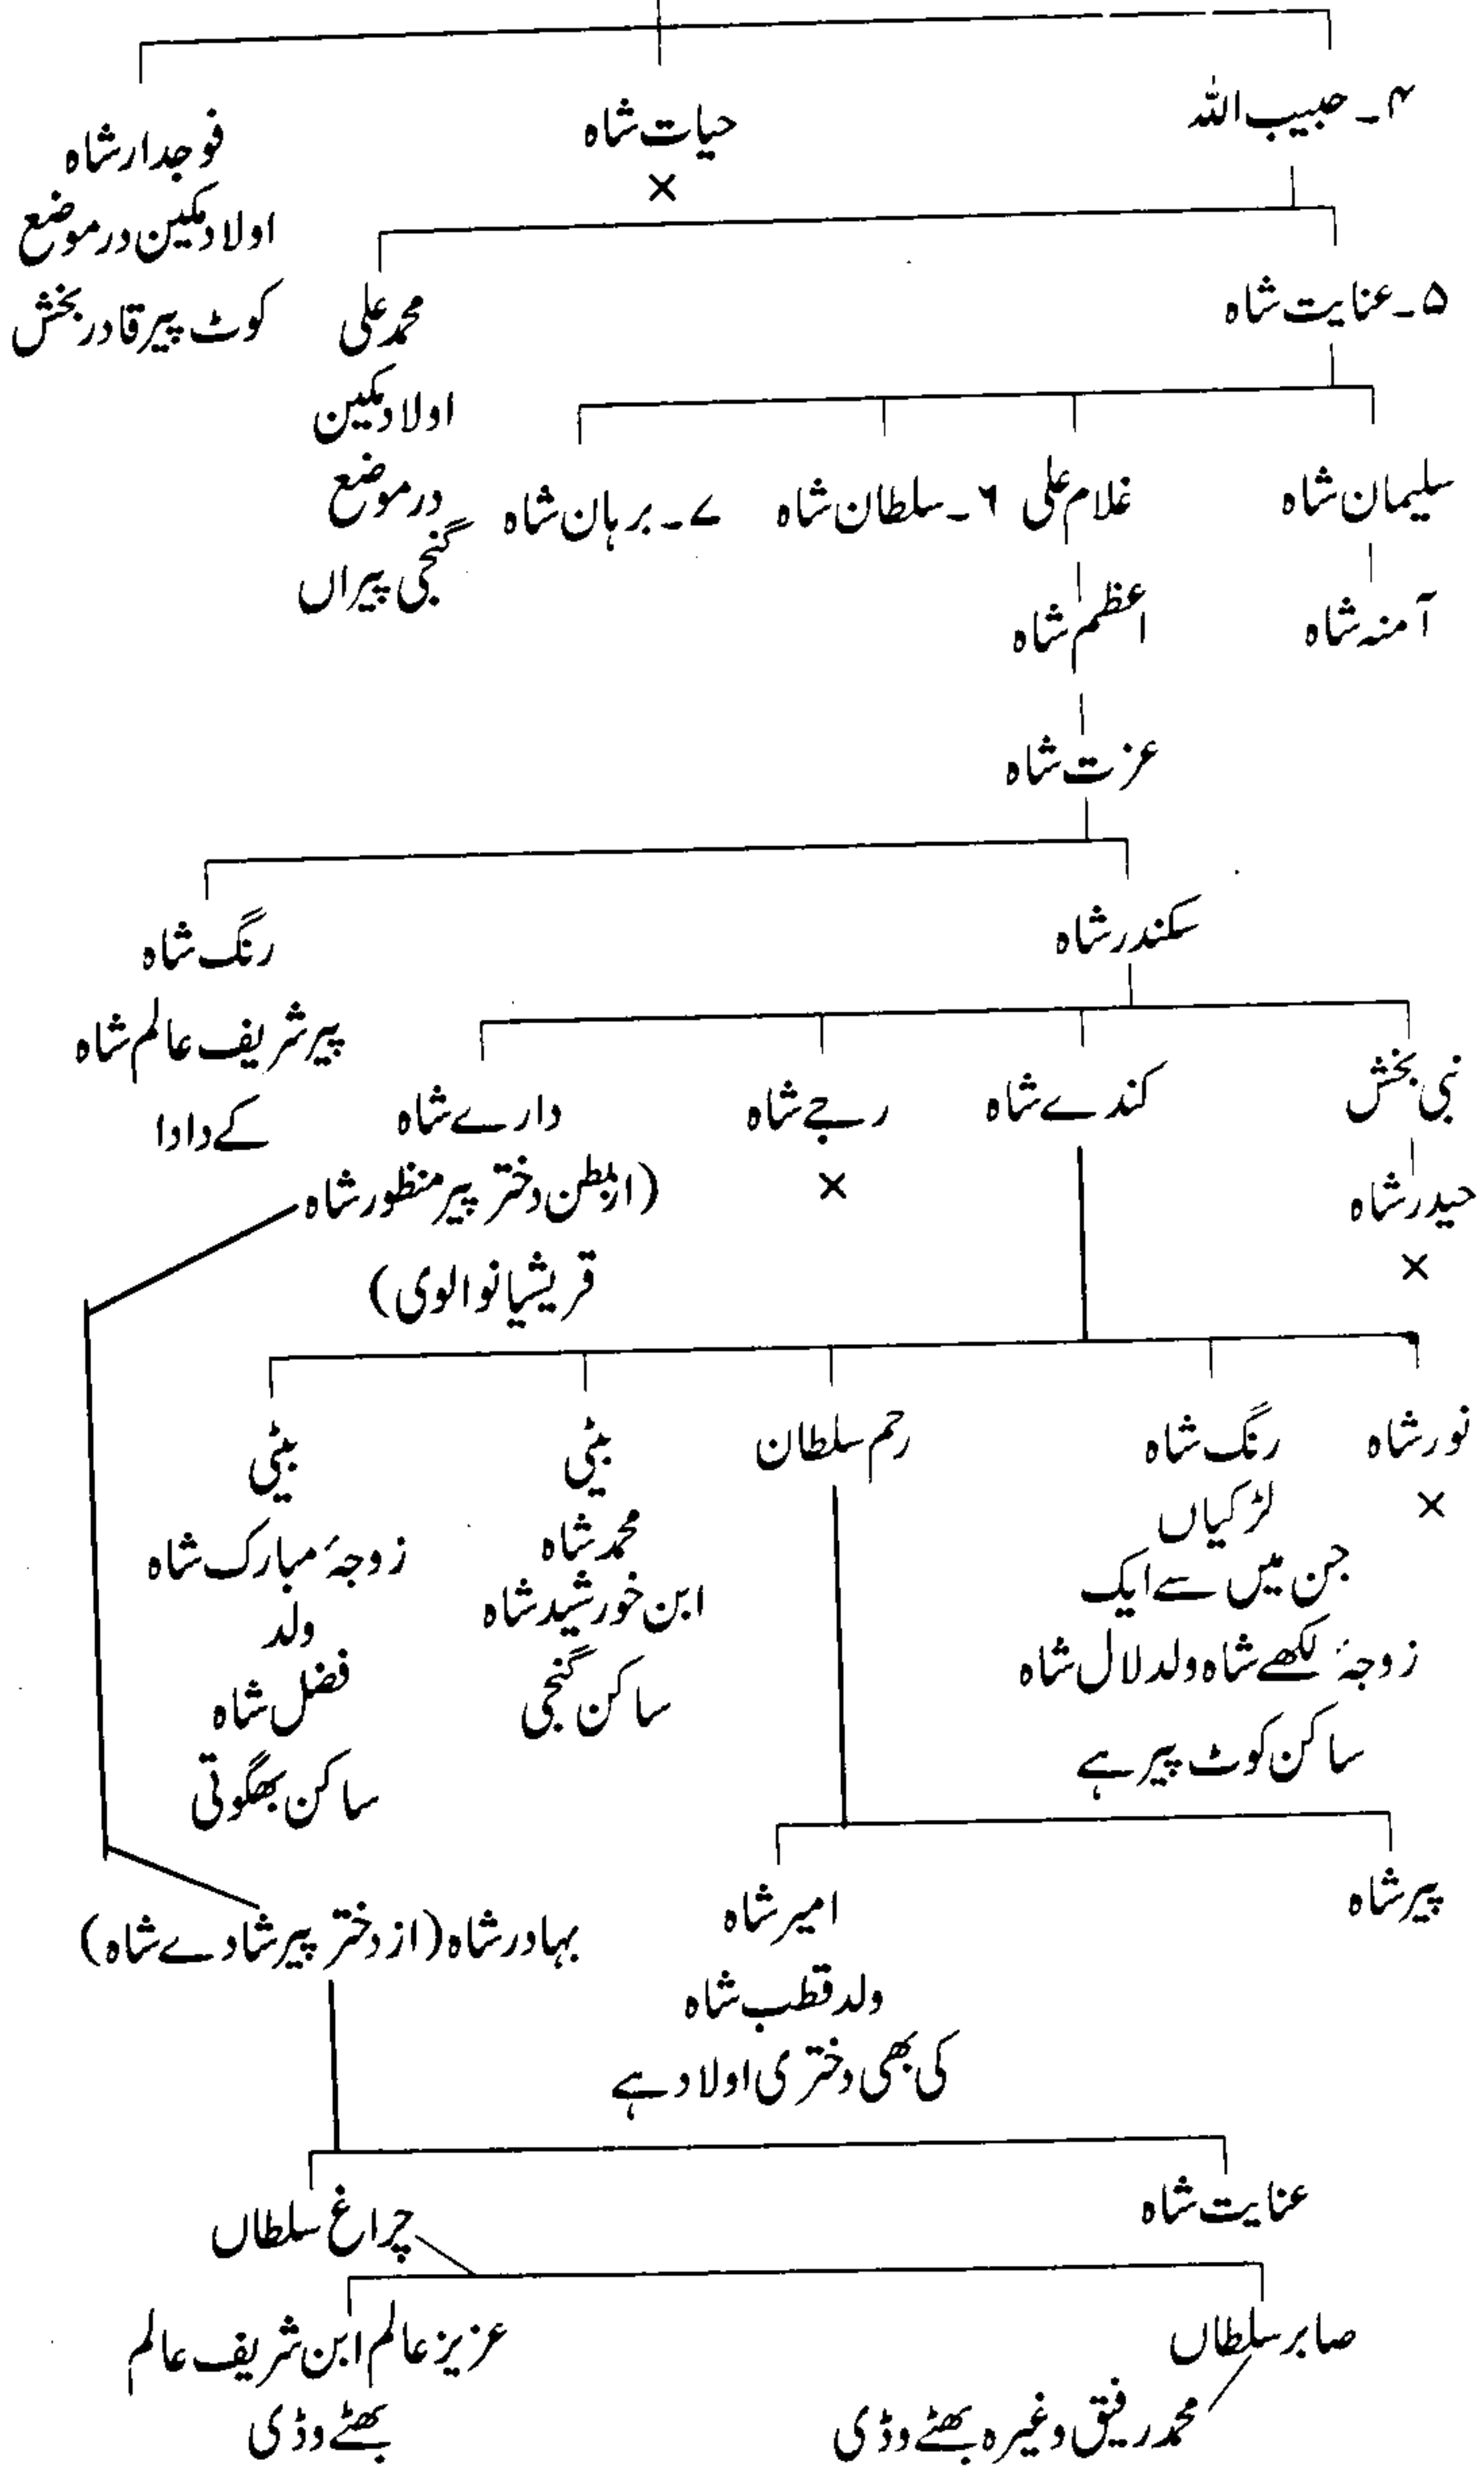 ۴۔ حبیب اللہ
حیات شاہ
×
فوجدار شاہ
اولاد مکین در موضع
کوٹ پیر قادر بخش
۵۔ عنایت شاہ
محمد علی
اولاد مکین
در موضع
گنجی پیراں
سلیمان شاہ
غلام علی
۶۔ سلطان شاہ
۷۔ برہان شاہ
آمنہ شاہ
اعظم شاہ
عزت شاہ
سکندر شاہ
رنگ شاہ
پیر شریف عالم شاہ
کے دادا
نبی بخش
کندے شاہ
رجے شاہ
×
دارے شاہ
(از بطن دختر پیر منظور شاہ
قریشیانوالوی)
حیدر شاہ
×
نور شاہ
×
رنگ شاہ
لڑکیاں
جن میں سے ایک
زوجۂ لکھے شاہ ولد لال شاہ
ساکن کوٹ پیر ہے
رحم سلطان
بیٹی
محمد شاہ
ابن خورشید شاہ
ساکن گنجی
بیٹی
زوجۂ مبارک شاہ
ولد
فضل شاہ
ساکن بھگوتی
پیر شاہ
امیر شاہ
ولد قطب شاہ
کی بھی دختری اولاد ہے
بہادر شاہ (از دختر پیر شادے شاہ)
عنایت شاہ
چراغ سلطاں
صابر سلطاں
محمد رفیق وغیرہ بھٹے وڈی
عزیز عالم ابن شریف عالم
بھٹے وڈی